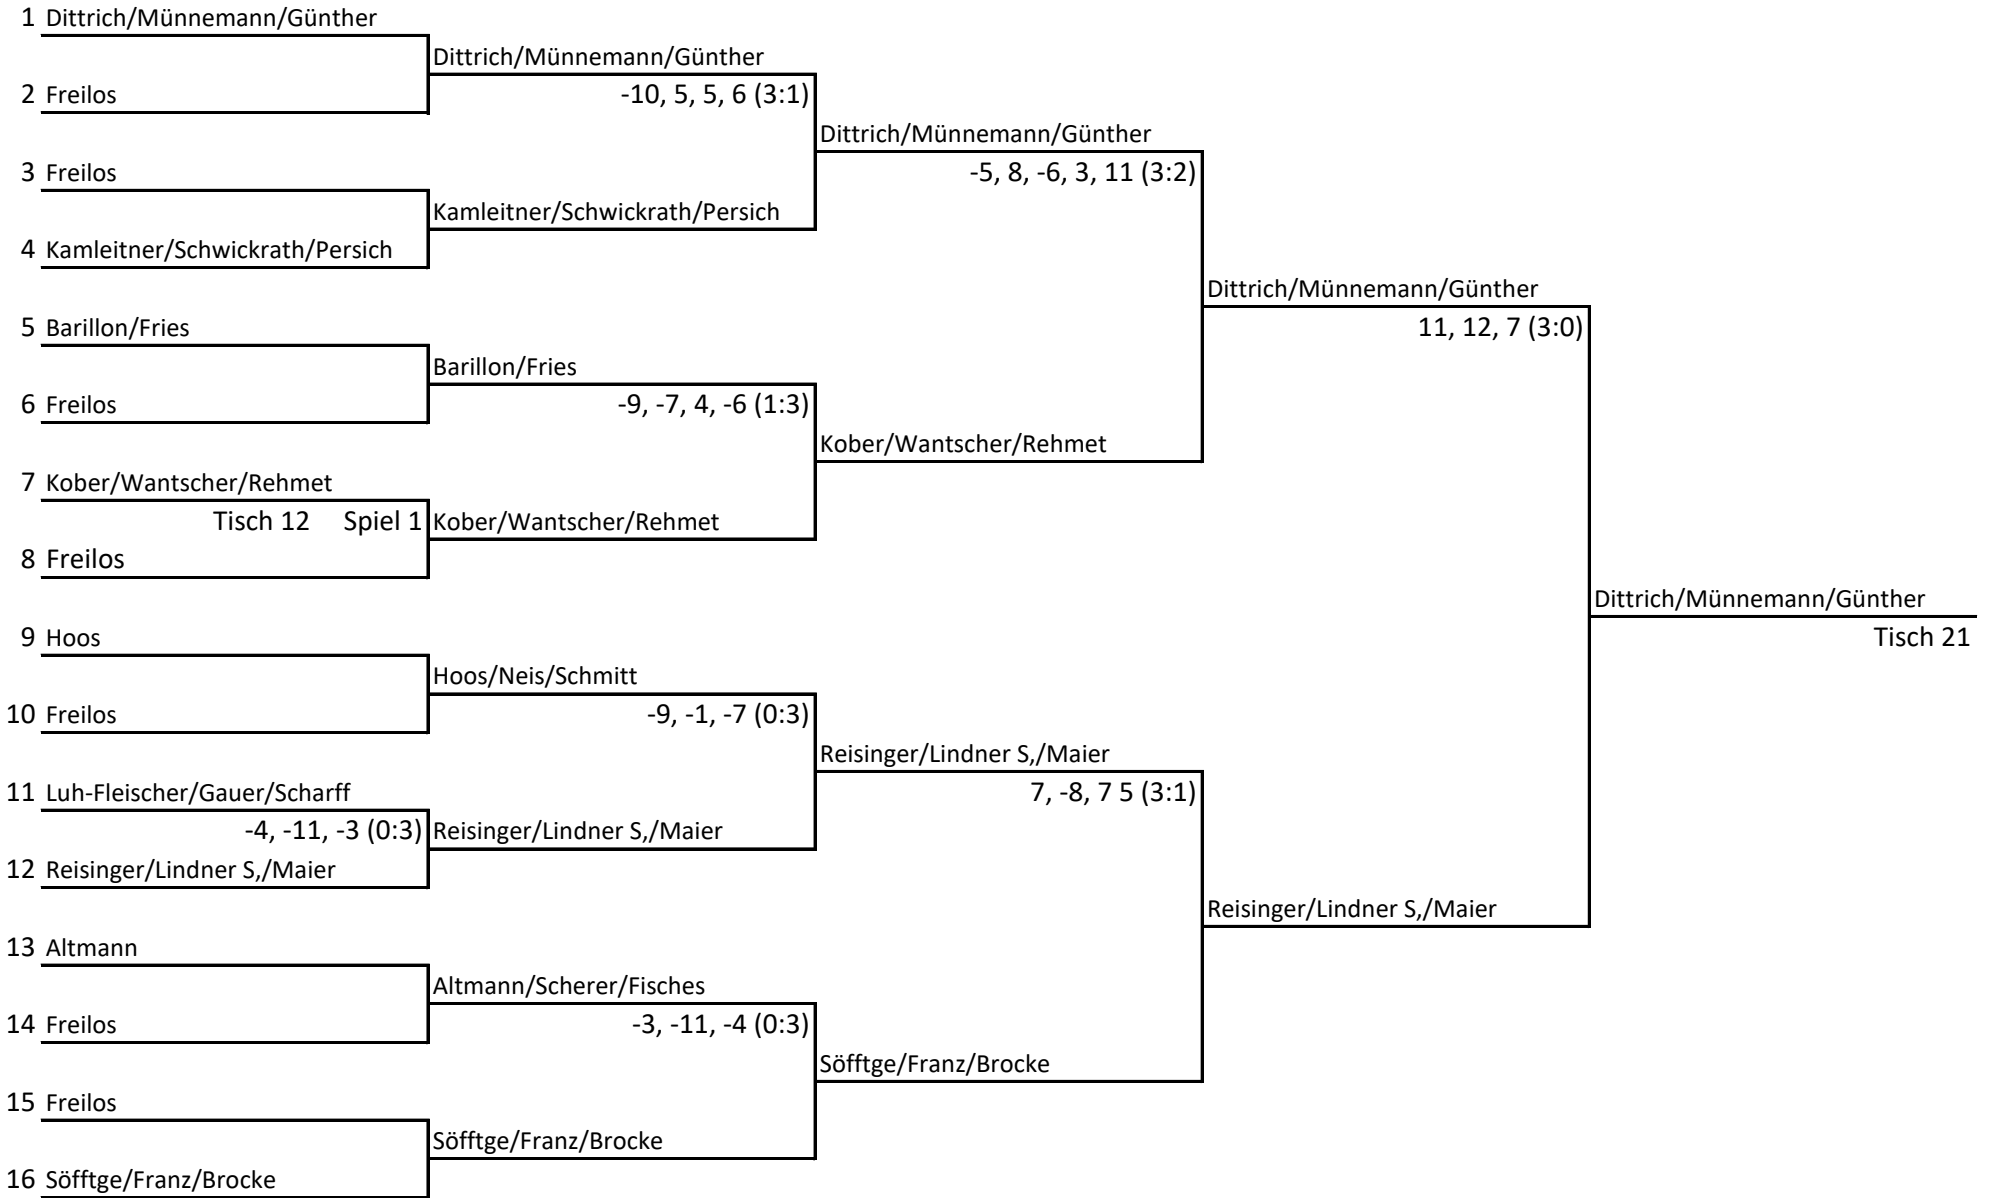 1 Dittrich/Münnemann/Günther
Dittrich/Münnemann/Günther
2 Freilos
-10, 5, 5, 6 (3:1)
Dittrich/Münnemann/Günther
3 Freilos
-5, 8, -6, 3, 11 (3:2)
Kamleitner/Schwickrath/Persich
4 Kamleitner/Schwickrath/Persich
Dittrich/Münnemann/Günther
5 Barillon/Fries
11, 12, 7 (3:0)
Barillon/Fries
6 Freilos
-9, -7, 4, -6 (1:3)
Kober/Wantscher/Rehmet
7 Kober/Wantscher/Rehmet
Tisch 12 Spiel 1
Kober/Wantscher/Rehmet
8 Freilos
Dittrich/Münnemann/Günther
9 Hoos
Tisch 21
Hoos/Neis/Schmitt
10 Freilos
-9, -1, -7 (0:3)
Reisinger/Lindner S,/Maier
11 Luh-Fleischer/Gauer/Scharff
7, -8, 7 5 (3:1)
-4, -11, -3 (0:3)
Reisinger/Lindner S,/Maier
12 Reisinger/Lindner S,/Maier
Reisinger/Lindner S,/Maier
13 Altmann
Altmann/Scherer/Fisches
14 Freilos
-3, -11, -4 (0:3)
Söfftge/Franz/Brocke
15 Freilos
Söfftge/Franz/Brocke
16 Söfftge/Franz/Brocke